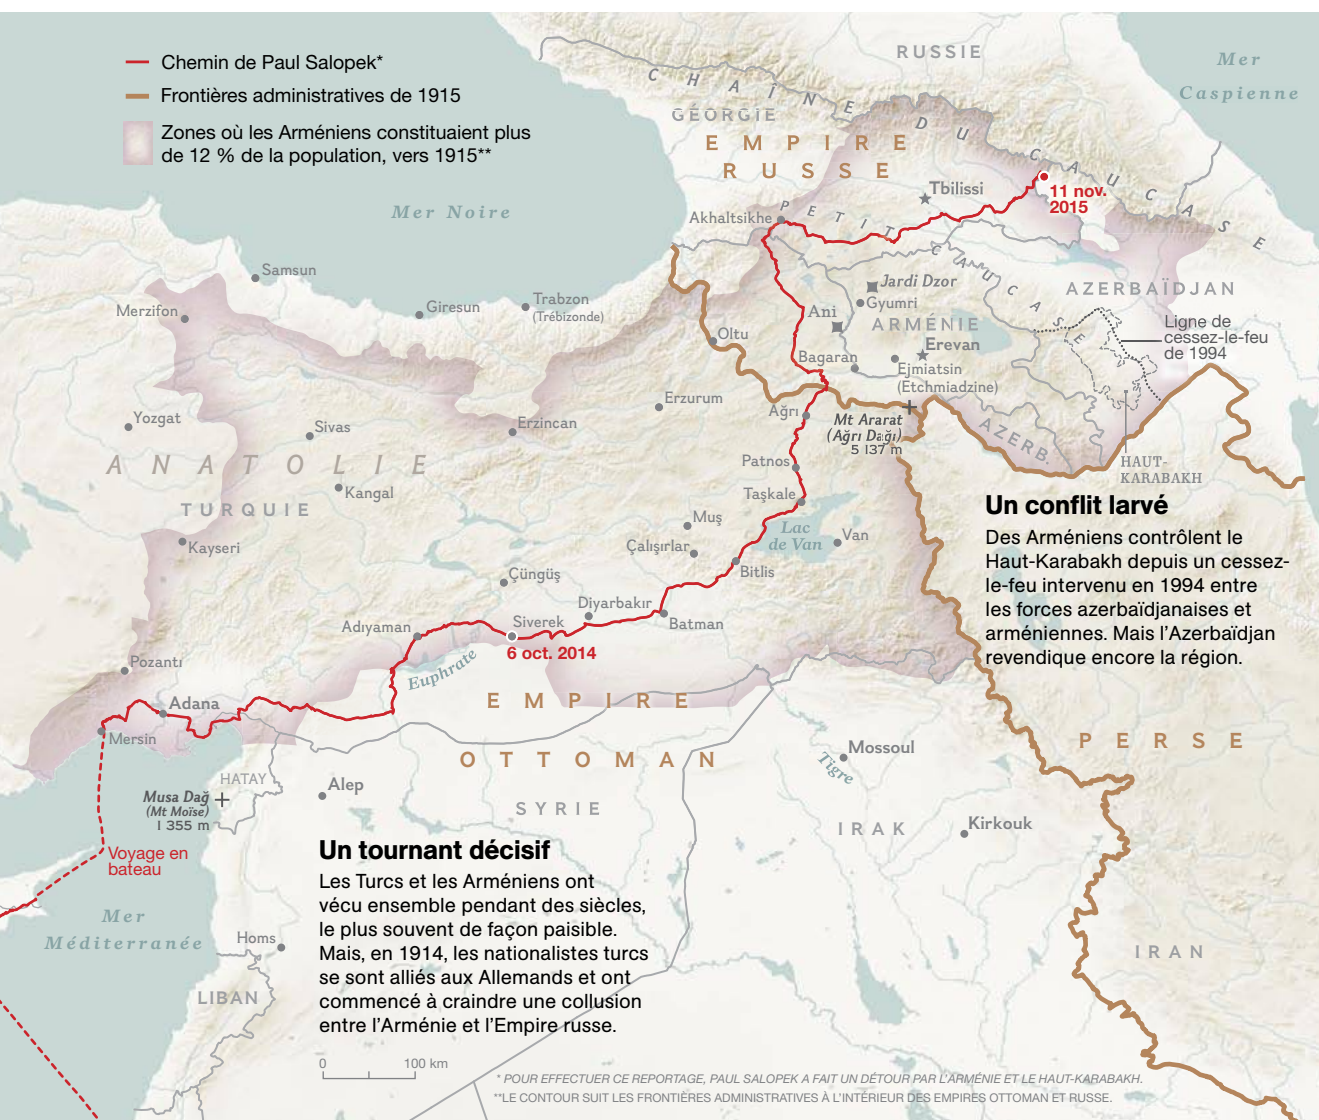 Chemin de Paul Salopek*
Frontières administratives de 1915
Zones où les Arméniens constituaient plus
de 12 % de la population, vers 1915**
RUSSIE
Mer
Caspienne
CHAÎNE DU CAUCASE
GÉORGIE
EMPIRE
RUSSE
Tbilissi
11 nov.
2015
Mer Noire
Akhaltsikhe
PETIT CAUCASE
Samsun
Merzifon
Giresun
Trabzon
(Trébizonde)
Jardi Dzor
Gyumri
Ani
ARMÉNIE
AZERBAÏDJAN
Ligne de
cessez-le-feu
de 1994
Oltu
Erevan
Bagaran
Ejmiatsin
(Etchmiadzine)
Erzurum
Ağrı
Mt Ararat
(Ağrı Dağı)
5 137 m
AZERB.
HAUT-
KARABAKH
Yozgat
Sivas
Erzincan
ANATOLIE
Patnos
Kangal
Taşkale
TURQUIE
Muş
Lac
de Van
Van
Kayseri
Çalışırlar
Bitlis
Çüngüş
Diyarbakır
Batman
Adıyaman
Siverek
6 oct. 2014
Pozantı
Euphrate
Adana
Mersin
EMPIRE
OTTOMAN
PERSE
Un conflit larvé
Des Arméniens contrôlent le
Haut-Karabakh depuis un cessez-
le-feu intervenu en 1994 entre
les forces azerbaïdjanaises et
arméniennes. Mais l’Azerbaïdjan
revendique encore la région.
Mossoul
Tigre
HATAY
Alep
Musa Dağ
(Mt Moïse)
1 355 m
SYRIE
IRAK
Kirkouk
Voyage en
bateau
Mer
Méditerranée
Homs
LIBAN
IRAN
Un tournant décisif
Les Turcs et les Arméniens ont
vécu ensemble pendant des siècles,
le plus souvent de façon paisible.
Mais, en 1914, les nationalistes turcs
se sont alliés aux Allemands et ont
commencé à craindre une collusion
entre l’Arménie et l’Empire russe.
0 100 km
* POUR EFFECTUER CE REPORTAGE, PAUL SALOPEK A FAIT UN DÉTOUR PAR L’ARMÉNIE ET LE HAUT-KARABAKH.
**LE CONTOUR SUIT LES FRONTIÈRES ADMINISTRATIVES À L’INTÉRIEUR DES EMPIRES OTTOMAN ET RUSSE.